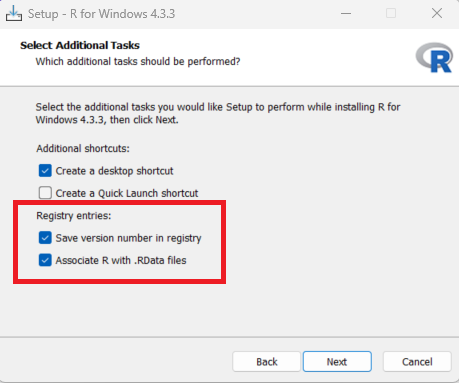 Setup - R for Windows 4.3.3
Select Additional Tasks
Which additional tasks should be performed?
R
Select the additional tasks you would like Setup to perform while installing R for
Windows 4.3.3, then click Next.
Additional shortcuts:
Create a desktop shortcut
Create a Quick Launch shortcut
Registry entries:
Save version number in registry
Associate R with .RData files
Back Next Cancel